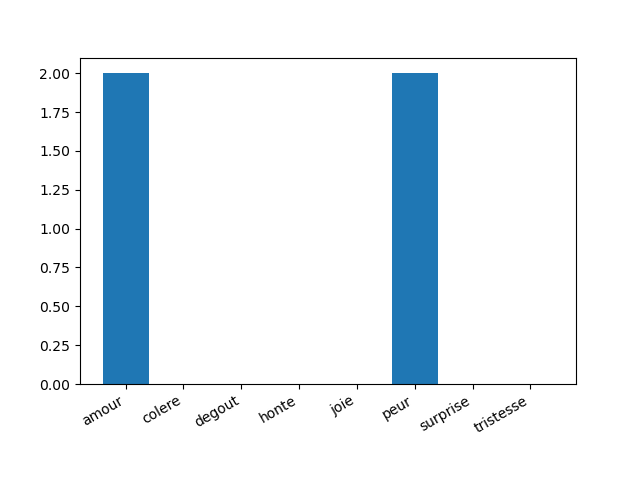 2.00
1.75
1.50
1.25
1.00
0.75
0.50
0.25
0.00
amour
colere
degout
honte
joie
peur
surprise
tristesse